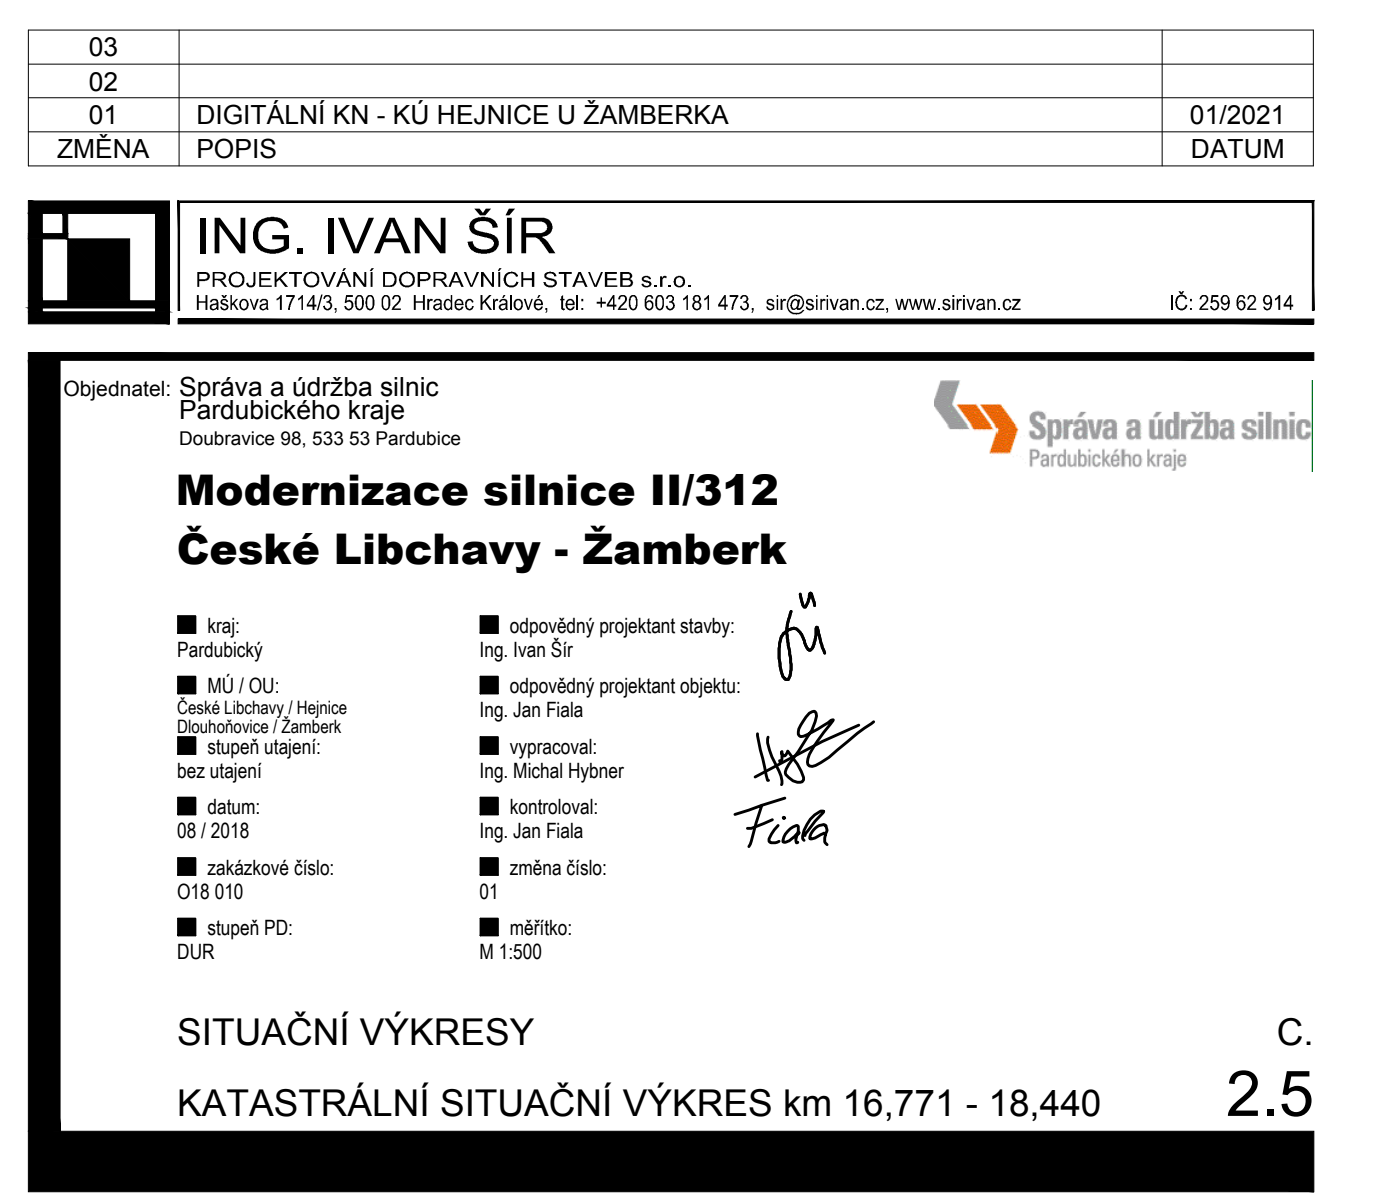 03
02
01 DIGITÁLNÍ KN - KÚ HEJNICE U ŽAMBERKA 01/2021
ZMĚNA POPIS DATUM
ING. IVAN ŠÍR
PROJEKTOVÁNÍ DOPRAVNÍCH STAVEB s.r.o.
Haškova 1714/3, 500 02 Hradec Králové, tel: +420 603 181 473, sir@sirivan.cz, www.sirivan.cz IČ: 259 62 914
Objednatel: Správa a údržba silnic
Pardubického kraje
Doubravice 98, 533 53 Pardubice
Správa a údržba silnic
Pardubického kraje
Modernizace silnice II/312
České Libchavy - Žamberk
kraj:
Pardubický
MÚ / OU:
České Libchavy / Hejnice
Dlouhoňovice / Žamberk
stupeň utajení:
bez utajení
datum:
08 / 2018
zakázkové číslo:
O18 010
stupeň PD:
DUR
odpovědný projektant stavby:
Ing. Ivan Šír
odpovědný projektant objektu:
Ing. Jan Fiala
vypracoval:
Ing. Michal Hybner
kontroloval:
Ing. Jan Fiala
Fiala
změna číslo:
01
měřítko:
M 1:500
SITUAČNÍ VÝKRESY C.
KATASTRÁLNÍ SITUAČNÍ VÝKRES km 16,771 - 18,440 2.5